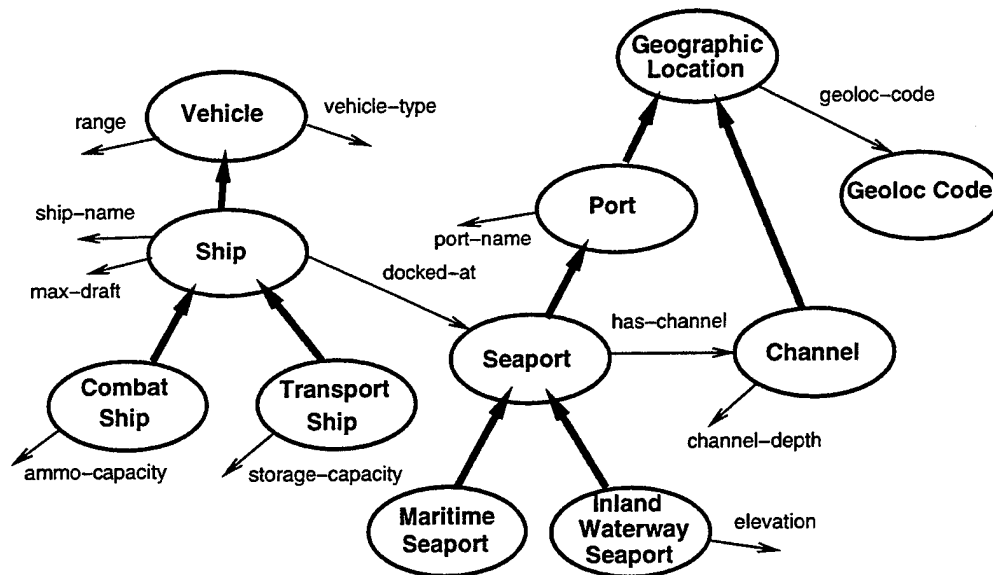 Geographic
Location
geoloc-code
Vehicle
range
vehicle-type
Geoloc Code
Port
port-name
ship-name
Ship
max-draft
docked-at
has-channel
Seaport
Channel
channel-depth
Combat
Ship
Transport
Ship
ammo-capacity
storage-capacity
Maritime
Seaport
Inland
Waterway
Seaport
elevation